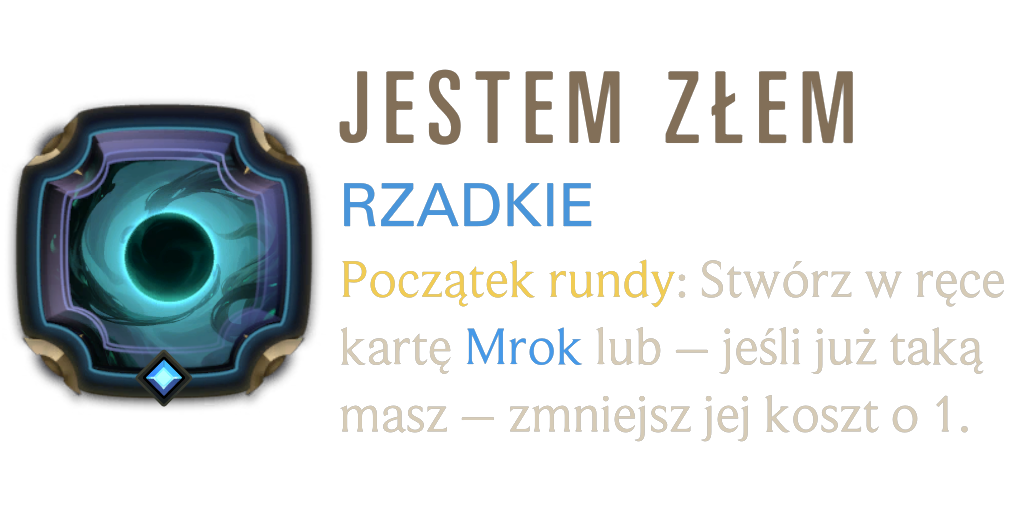 JESTEM ZŁEM
RZADKIE
Początek rundy: Stwórz w ręce
kartę Mrok lub – jeśli już taką
masz – zmniejsz jej koszt o 1.